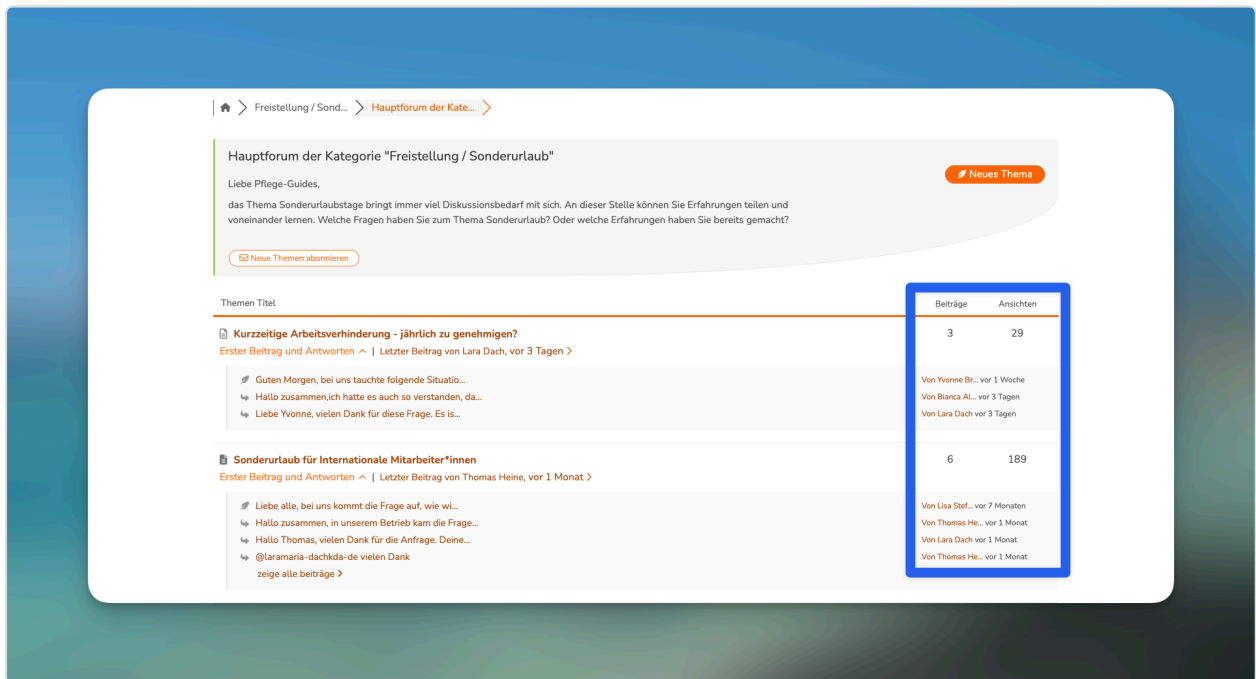 Freistellung / Sond... Hauptforum der Kate...
Hauptforum der Kategorie "Freistellung / Sonderurlaub"
Neues Thema
Liebe Pflege-Guides,
das Thema Sonderurlaubstage bringt immer viel Diskussionsbedarf mit sich. An dieser Stelle können Sie Erfahrungen teilen und
voneinander lernen. Welche Fragen haben Sie zum Thema Sonderurlaub? Oder welche Erfahrungen haben Sie bereits gemacht?
Neue Themen abonnieren
Themen Titel Beiträge Ansichten
Kurzzeitige Arbeitsverhinderung - jährlich zu genehmigen? 3 29
Erster Beitrag und Antworten | Letzter Beitrag von Lara Dach, vor 3 Tagen
Guten Morgen, bei uns tauchte folgende Situatio... Von Yvonne Br... vor 1 Woche
Hallo zusammen,ich hatte es auch so verstanden, da... Von Bianca Al... vor 3 Tagen
Liebe Yvonne, vielen Dank für diese Frage. Es is... Von Lara Dach vor 3 Tagen
Sonderurlaub für Internationale Mitarbeiter*innen 6 189
Erster Beitrag und Antworten | Letzter Beitrag von Thomas Heine, vor 1 Monat
Liebe alle, bei uns kommt die Frage auf, wie wi... Von Lisa Stef... vor 7 Monaten
Hallo zusammen, in unserem Betrieb kam die Frage... Von Thomas He... vor 1 Monat
Hallo Thomas, vielen Dank für die Anfrage. Deine... Von Lara Dach vor 1 Monat
@laramaria-dachkda-de vielen Dank Von Thomas He... vor 1 Monat
zeige alle beiträge